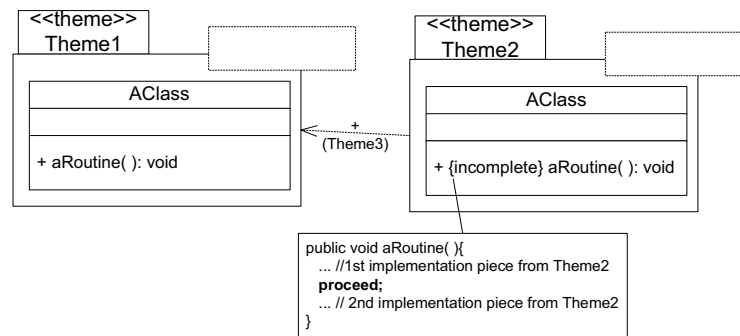 <<theme>>
Theme1
AClass
+ aRoutine( ): void
+
(Theme3)
<<theme>>
Theme2
AClass
+ {incomplete} aRoutine( ): void
public void aRoutine( ){
... //1st implementation piece from Theme2
proceed;
... // 2nd implementation piece from Theme2
}